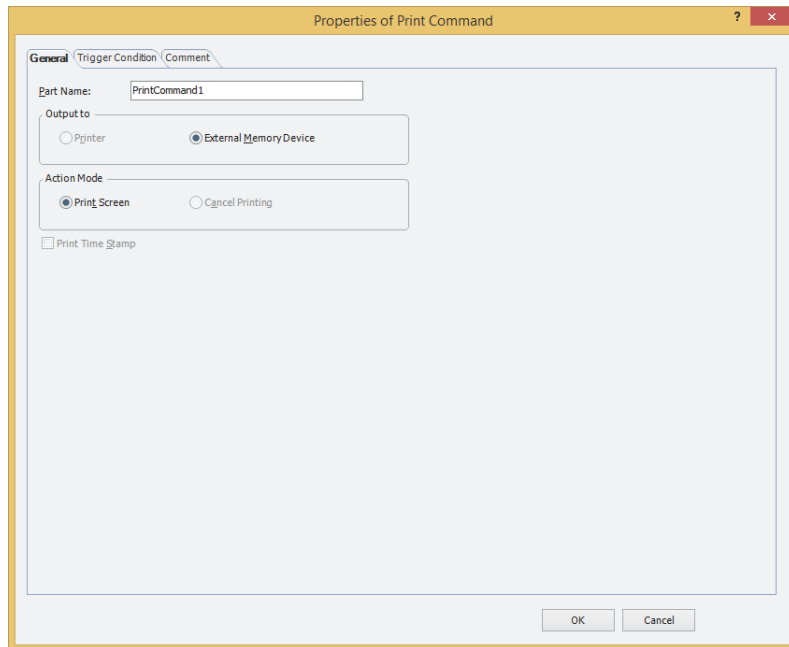 Properties of Print Command
?
General Trigger Condition Comment
Part Name: PrintCommand1
Output to
Printer External Memory Device
Action Mode
Print Screen Cancel Printing
Print Time Stamp
OK Cancel